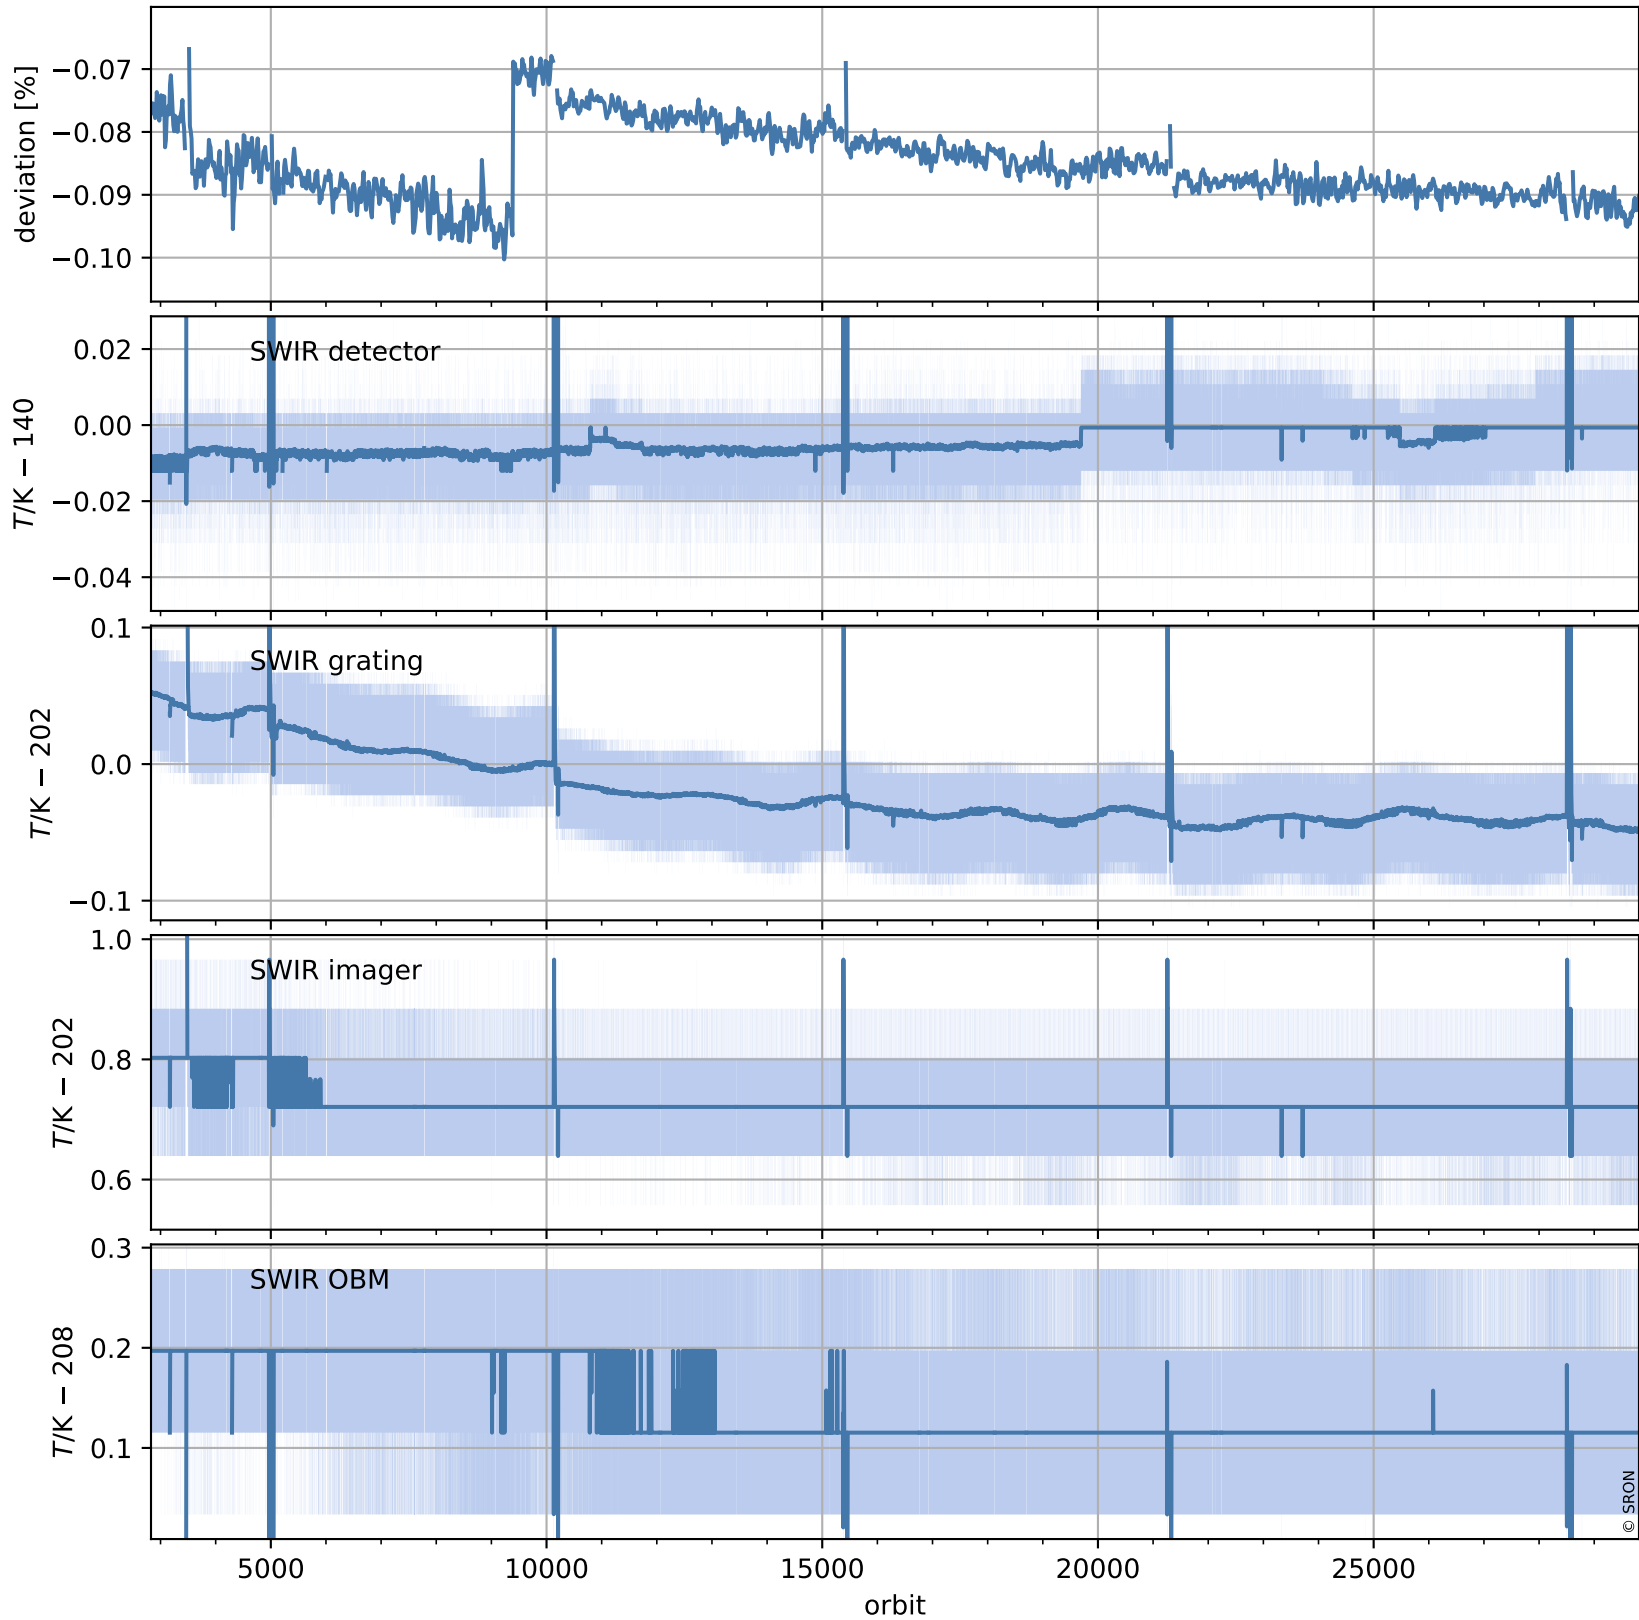 deviation [%]
−0.07
−0.08
−0.09
−0.10
SWIR detector
T/K − 140
0.02
0.00
−0.02
−0.04
SWIR grating
T/K − 202
0.1
0.0
−0.1
SWIR imager
T/K − 202
1.0
0.8
0.6
SWIR OBM
T/K − 208
0.3
0.2
0.1
© SRON
5000 10000 15000 20000 25000
orbit